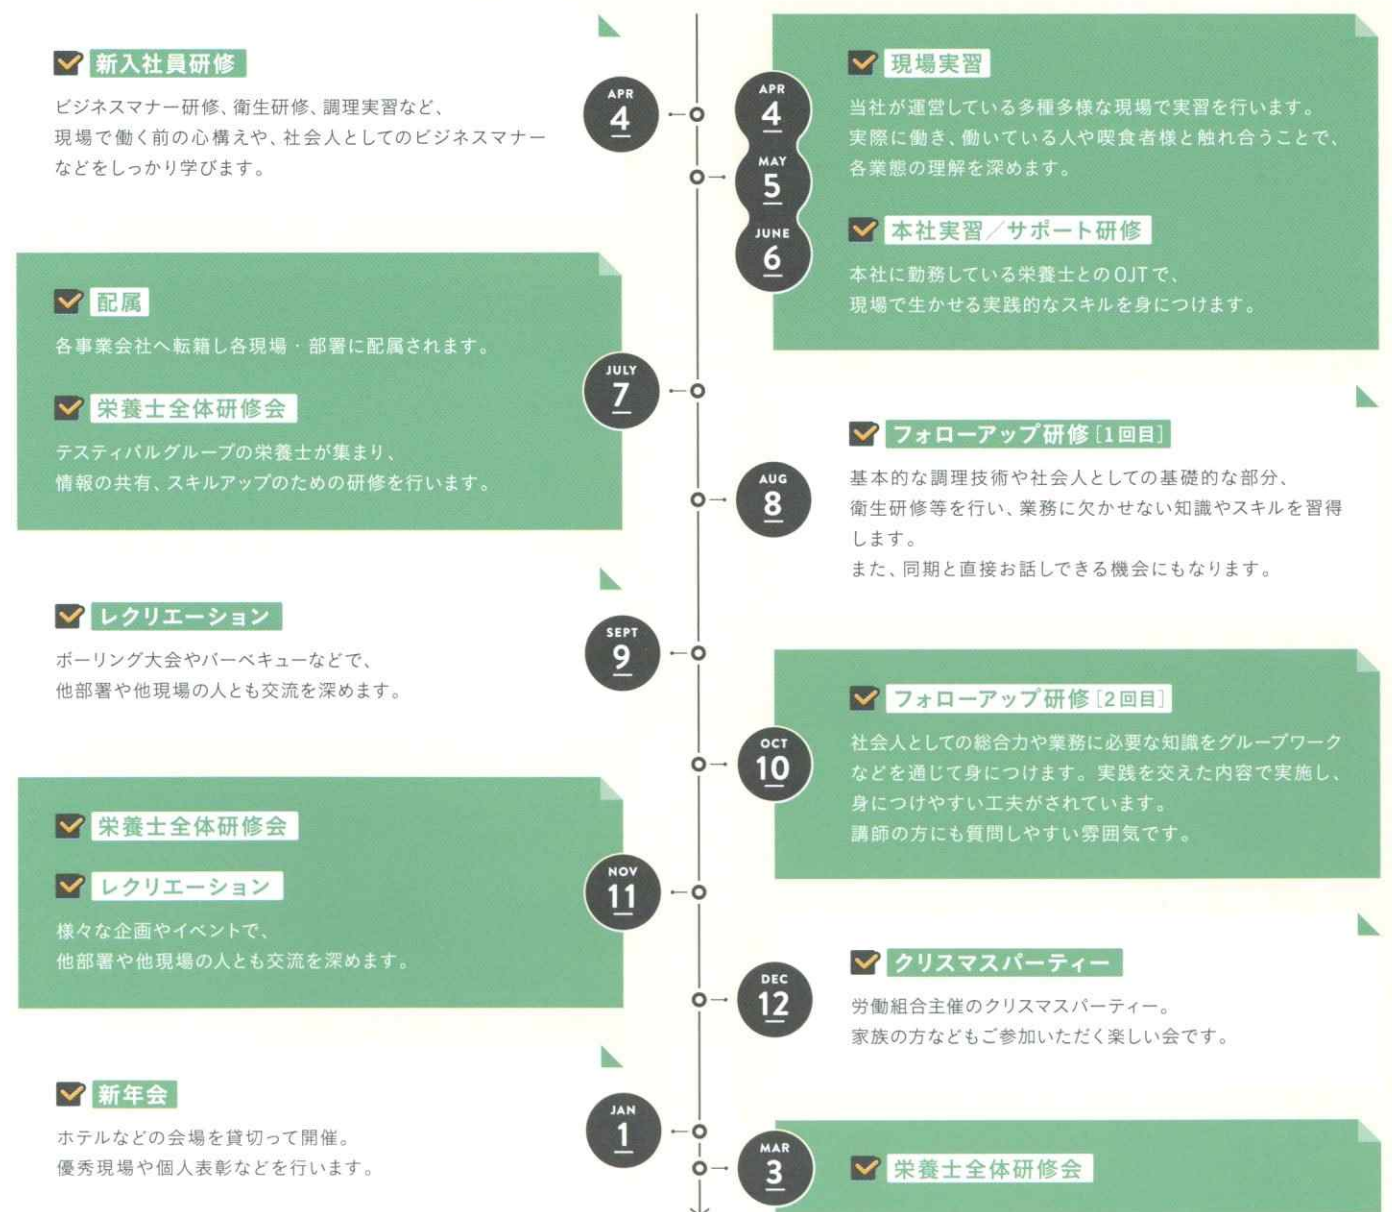 新入社員研修
ビジネスマナー研修、衛生研修、調理実習など、
現場で働く前の心構えや、社会人としてのビジネスマナー
などをしっかり学びます。
APR
4
APR
4
MAY
5
JUNE
6
現場実習
当社が運営している多種多様な現場で実習を行います。
実際に働き、働いている人や喫食者様と触れ合うことで、
各業態の理解を深めます。
本社実習／サポート研修
本社に勤務している栄養士とのOJTで、
現場で生かせる実践的なスキルを身につけます。
配属
各事業会社へ転籍し各現場・部署に配属されます。
栄養士全体研修会
テスティパルグループの栄養士が集まり、
情報の共有、スキルアップのための研修を行います。
JULY
7
AUG
8
フォローアップ研修［1回目］
基本的な調理技術や社会人としての基礎的な部分、
衛生研修等を行い、業務に欠かせない知識やスキルを習得
します。
また、同期と直接お話しできる機会にもなります。
レクリエーション
ボーリング大会やバーベキューなどで、
他部署や他現場の人とも交流を深めます。
SEPT
9
OCT
10
フォローアップ研修［2回目］
社会人としての総合力や業務に必要な知識をグループワーク
などを通じて身につけます。実践を交えた内容で実施し、
身につけやすい工夫がされています。
講師の方にも質問しやすい雰囲気です。
栄養士全体研修会
レクリエーション
様々な企画やイベントで、
他部署や他現場の人とも交流を深めます。
NOV
11
DEC
12
クリスマスパーティー
労働組合主催のクリスマスパーティー。
家族の方などもご参加いただく楽しい会です。
新年会
ホテルなどの会場を貸切って開催。
優秀現場や個人表彰などを行います。
JAN
1
MAR
3
栄養士全体研修会